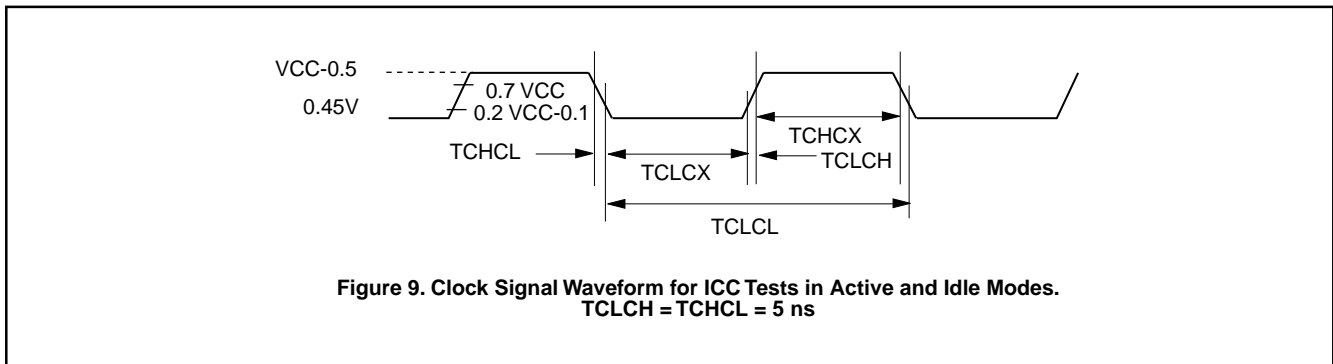 VCC-0.5
0.7 VCC
0.45V
0.2 VCC-0.1
TCHCX
TCHCL
TCLCH
TCLCX
TCLCL
Figure 9. Clock Signal Waveform for ICC Tests in Active and Idle Modes.
TCLCH = TCHCL = 5 ns